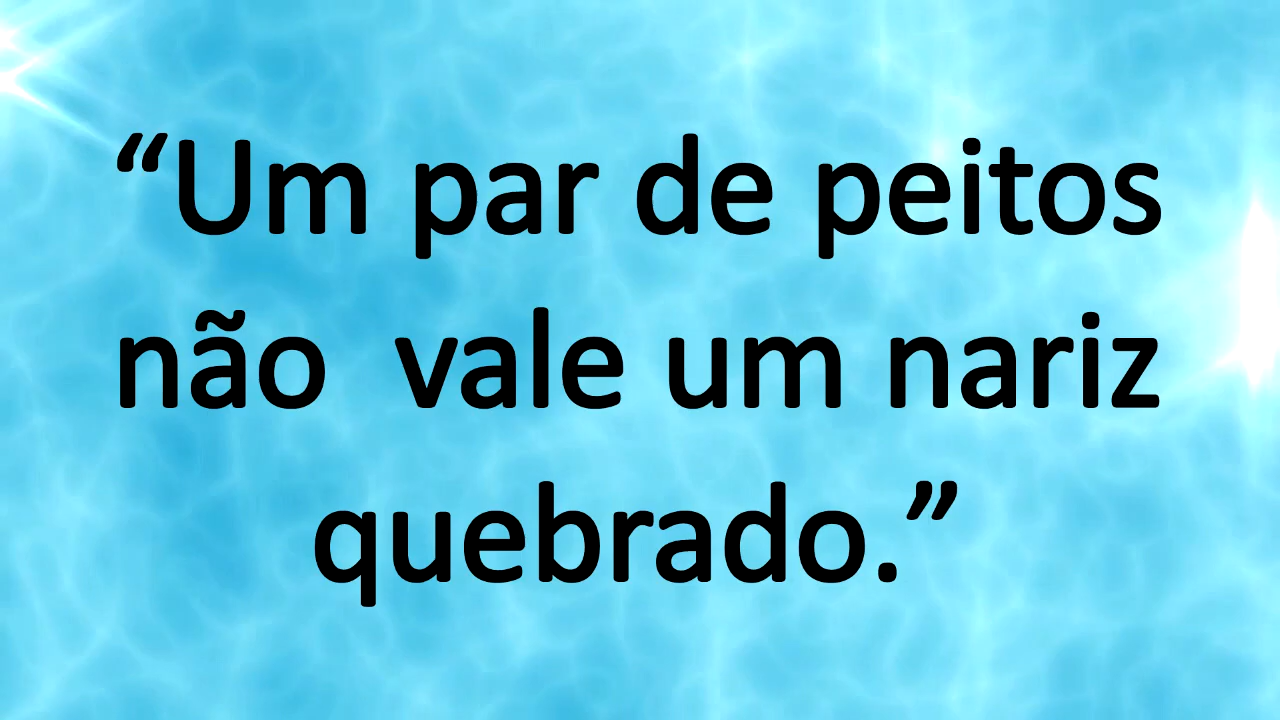 “Um par de peitos
não  vale um nariz
quebrado.”